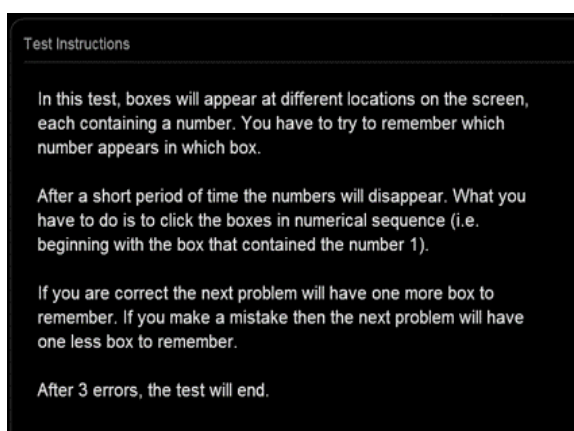 Test Instructions
In this test, boxes will appear at different locations on the screen,
each containing a number. You have to try to remember which
number appears in which box.
After a short period of time the numbers will disappear. What you
have to do is to click the boxes in numerical sequence (i.e.
beginning with the box that contained the number 1).
If you are correct the next problem will have one more box to
remember. If you make a mistake then the next problem will have
one less box to remember.
After 3 errors, the test will end.